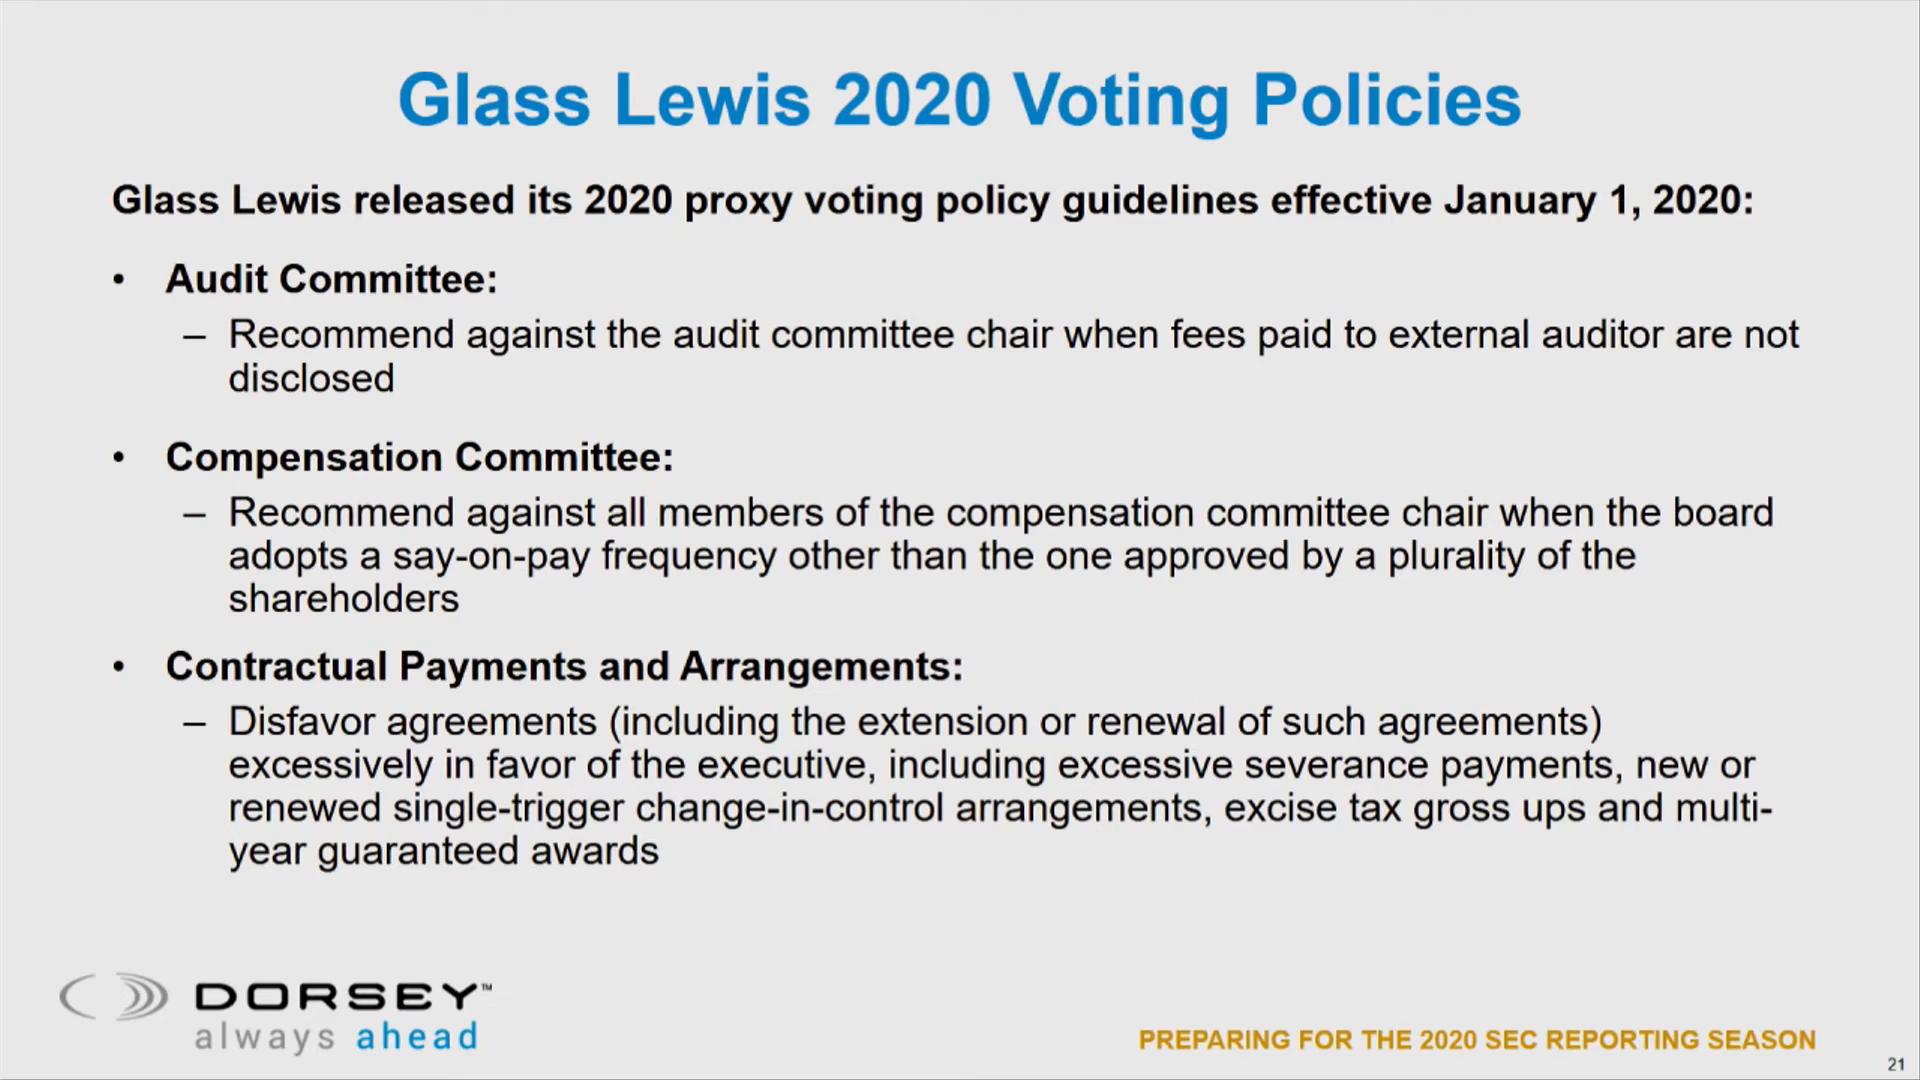 Glass Lewis 2020 Voting Policies
Glass Lewis released its 2020 proxy voting policy guidelines effective January 1, 2020:
• Audit Committee:
– Recommend against the audit committee chair when fees paid to external auditor are not
disclosed
• Compensation Committee:
– Recommend against all members of the compensation committee chair when the board
adopts a say-on-pay frequency other than the one approved by a plurality of the
shareholders
• Contractual Payments and Arrangements:
– Disfavor agreements (including the extension or renewal of such agreements)
excessively in favor of the executive, including excessive severance payments, new or
renewed single-trigger change-in-control arrangements, excise tax gross ups and multi-
year guaranteed awards
DORSEY™
always ahead
PREPARING FOR THE 2020 SEC REPORTING SEASON
21